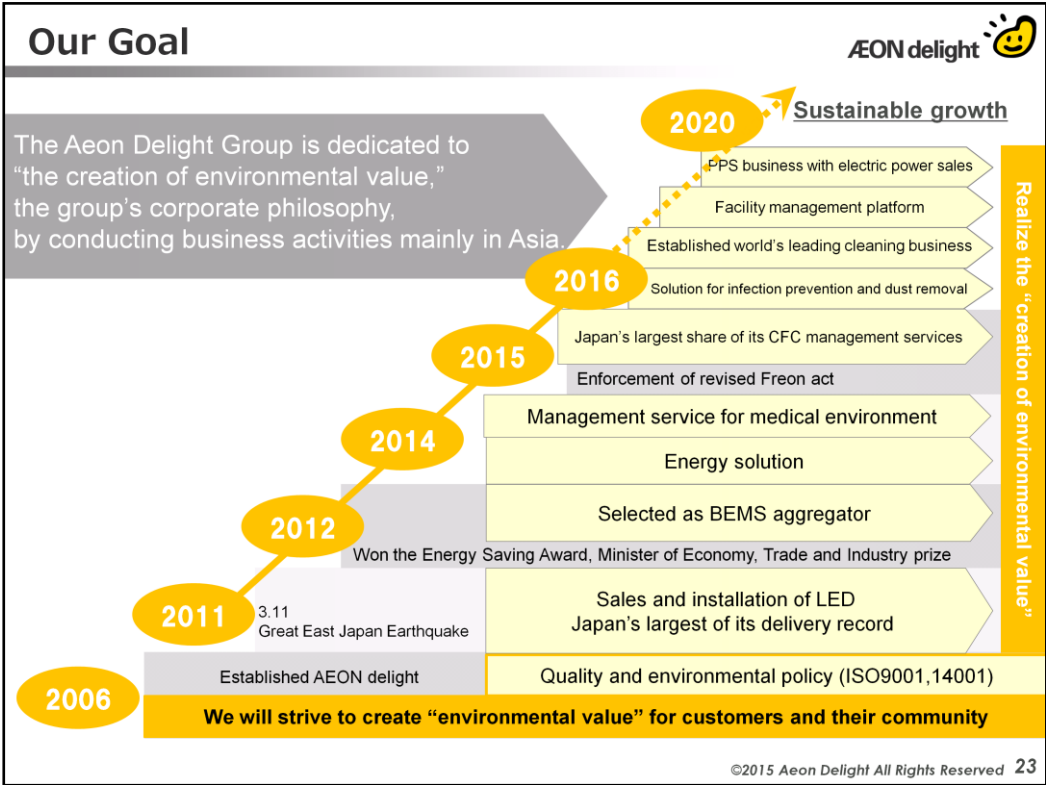 Our Goal
ÆON delight
The Aeon Delight Group is dedicated to
“the creation of environmental value,”
the group’s corporate philosophy,
by conducting business activities mainly in Asia.
2020
Sustainable growth
PPS business with electric power sales
Facility management platform
Established world’s leading cleaning business
2016
Solution for infection prevention and dust removal
Japan’s largest share of its CFC management services
2015
Enforcement of revised Freon act
Management service for medical environment
2014
Energy solution
Selected as BEMS aggregator
2012
Won the Energy Saving Award, Minister of Economy, Trade and Industry prize
Sales and installation of LED
Japan’s largest of its delivery record
2011
3.11
Great East Japan Earthquake
Realize the “creation of environmental value”
2006
Established AEON delight
Quality and environmental policy (ISO9001,14001)
We will strive to create “environmental value” for customers and their community
©2015 Aeon Delight All Rights Reserved 23